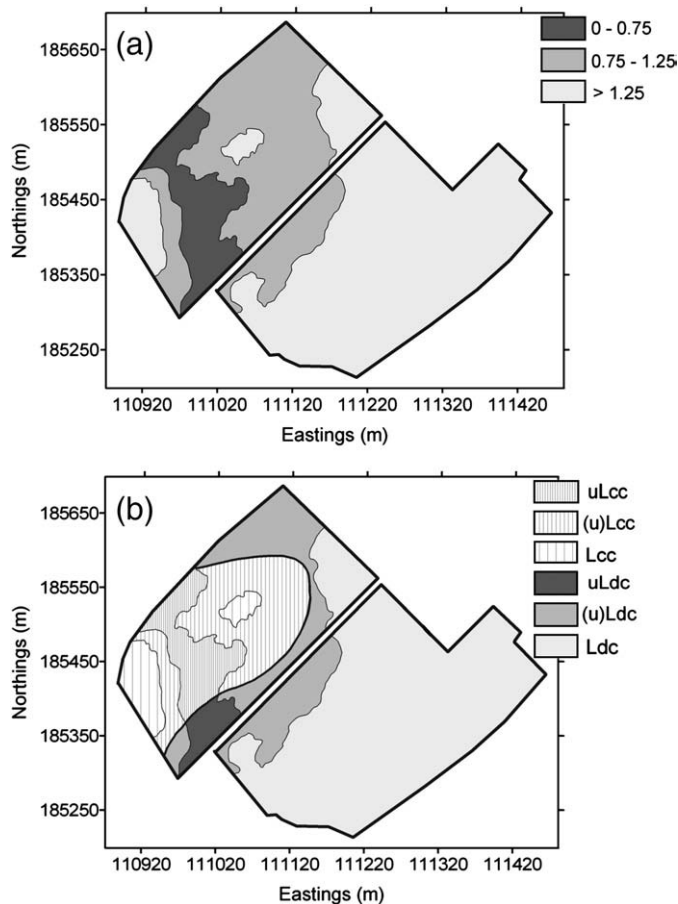 (a)
0 - 0.75
0.75 - 1.25
> 1.25
Northings (m)
185650
185550
185450
185350
185250
110920 111020 111120 111220 111320 111420
Eastings (m)
(b)
uLcc
(u)Lcc
Lcc
uLdc
(u)Ldc
Ldc
Northings (m)
185650
185550
185450
185350
185250
110920 111020 111120 111220 111320 111420
Eastings (m)